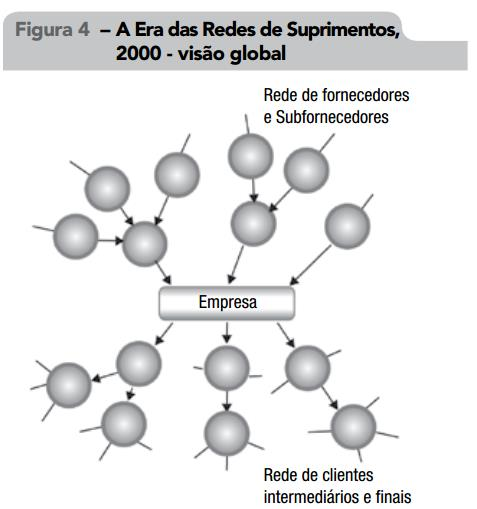 Figura 4 – A Era das Redes de Suprimentos,
2000 - visão global
Rede de fornecedores
e Subfornecedores
Empresa
Rede de clientes
intermediários e finais